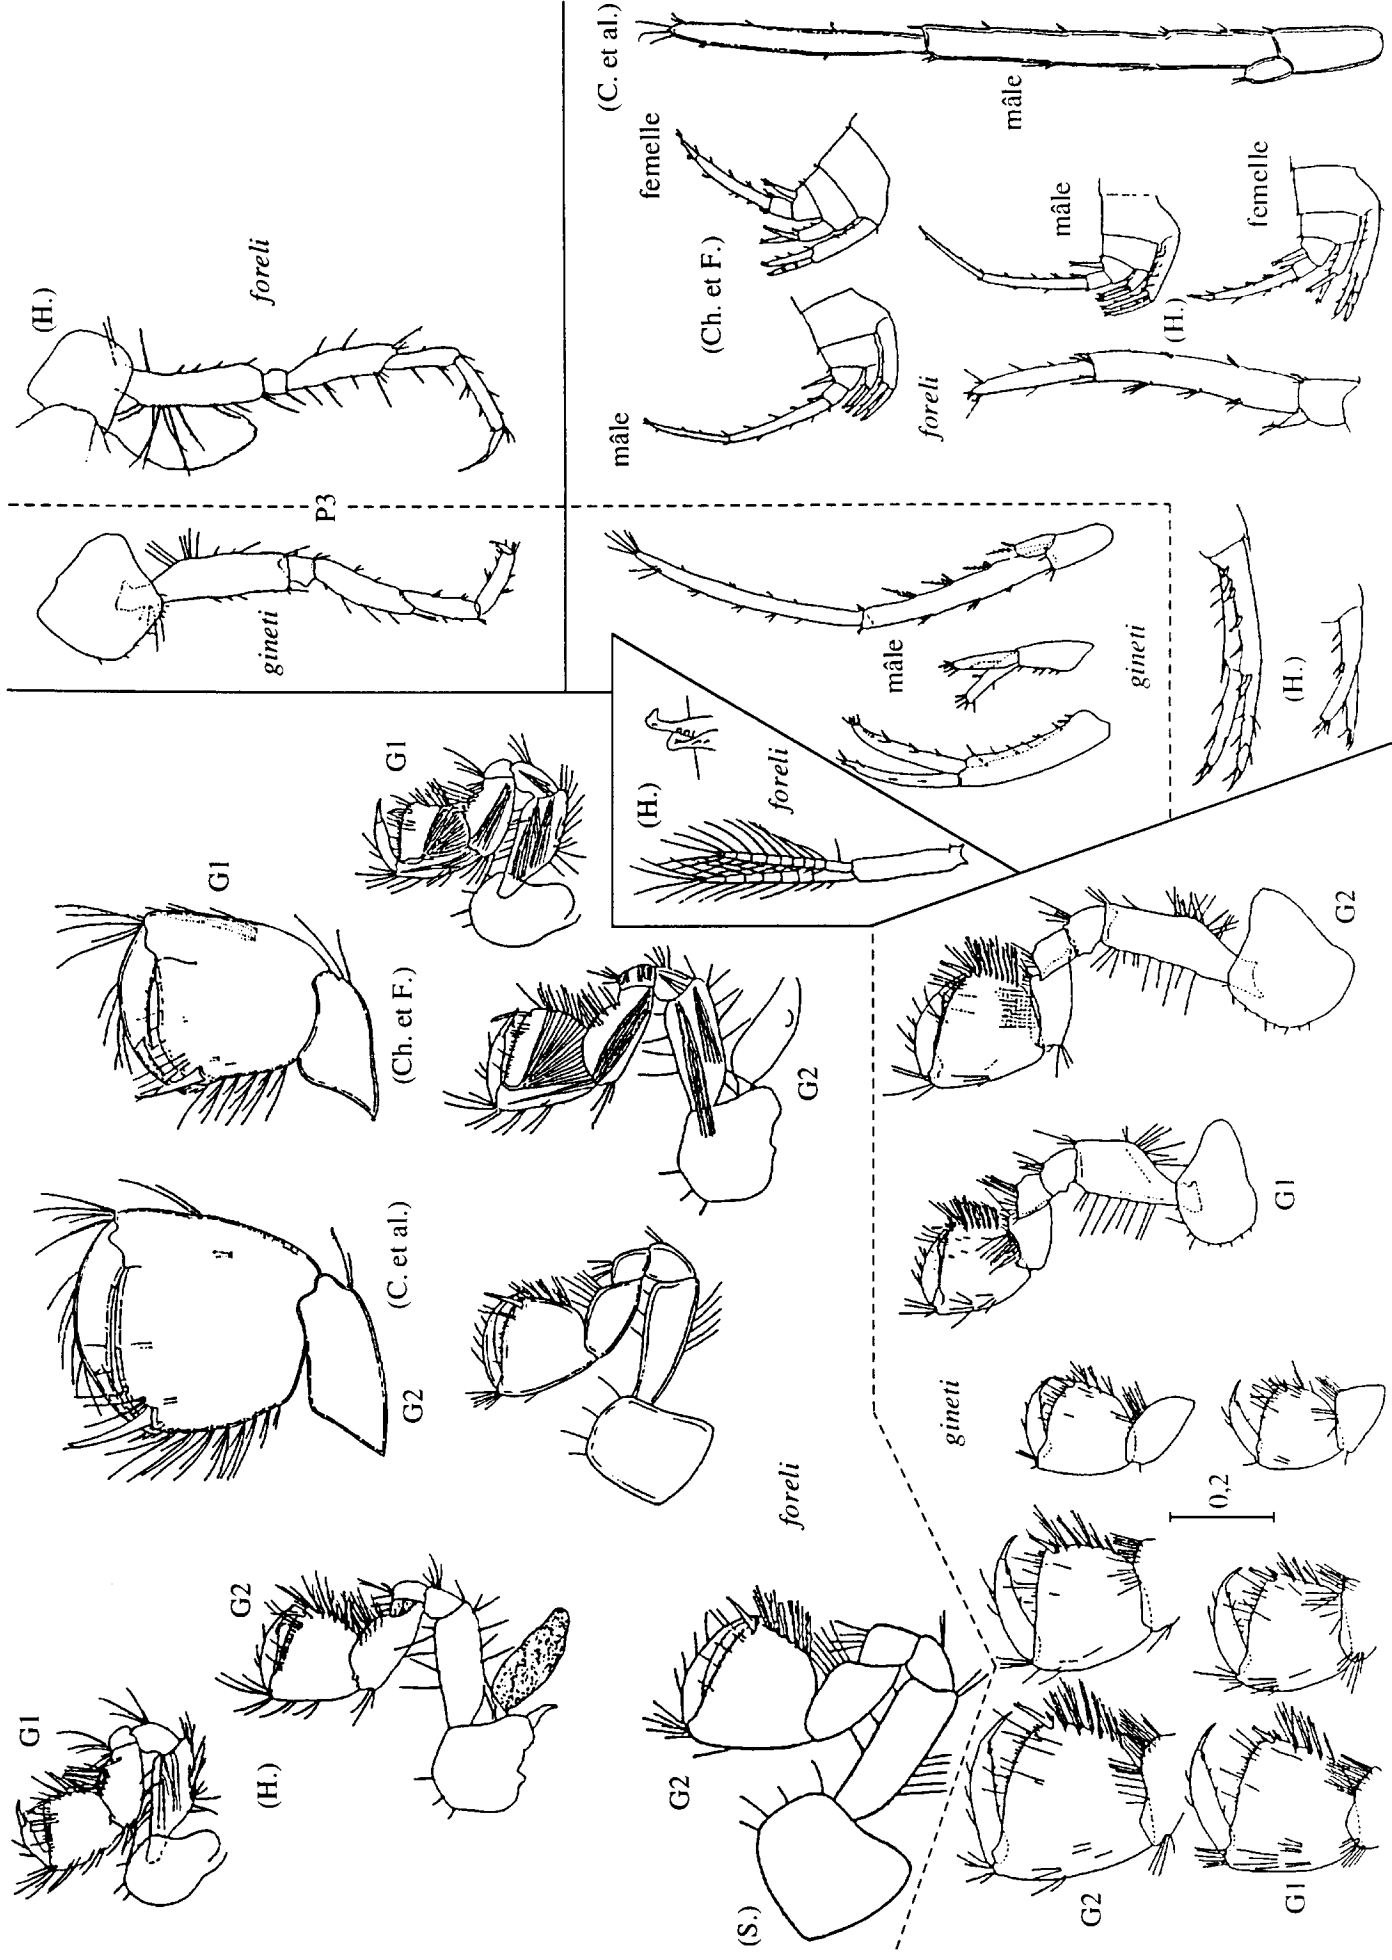 G1
(H.)
G2
(C. et al.)
G2
(Ch. et F.)
G1
G1
G2
foreli
G2
(S.)
gineti
P3
foreli
(H.)
(H.)
foreli
mâle
gineti
mâle
(Ch. et F.)
femelle
(C. et al.)
mâle
foreli
mâle
(H.)
femelle
(H.)
gineti
G1
G2
0,2
G2
G1